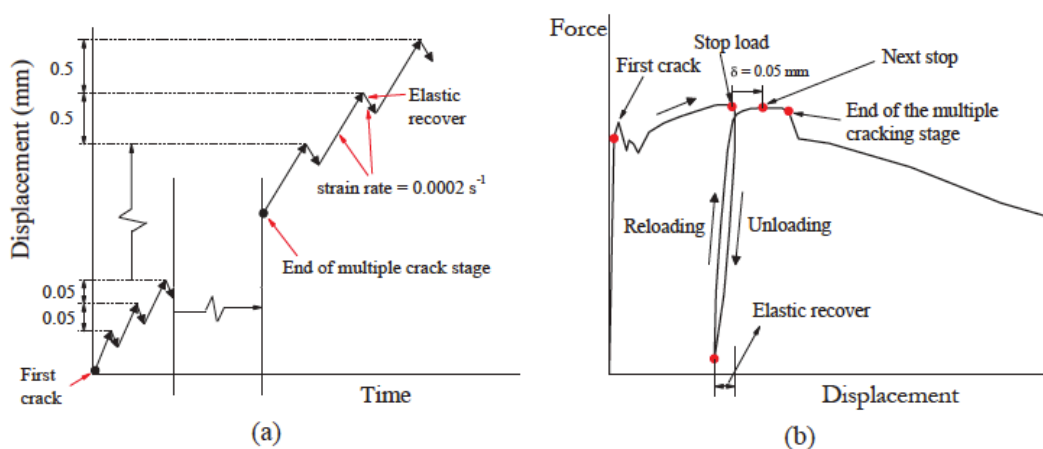 Displacement (mm)
0.5
0.5
0.05
0.05
Elastic
recover
strain rate = 0.0002 s⁻¹
End of multiple crack stage
First
crack
Time
(a)
Force
First crack
Stop load
δ = 0.05 mm
Next stop
End of the multiple
cracking stage
Reloading
Unloading
Elastic recover
Displacement
(b)